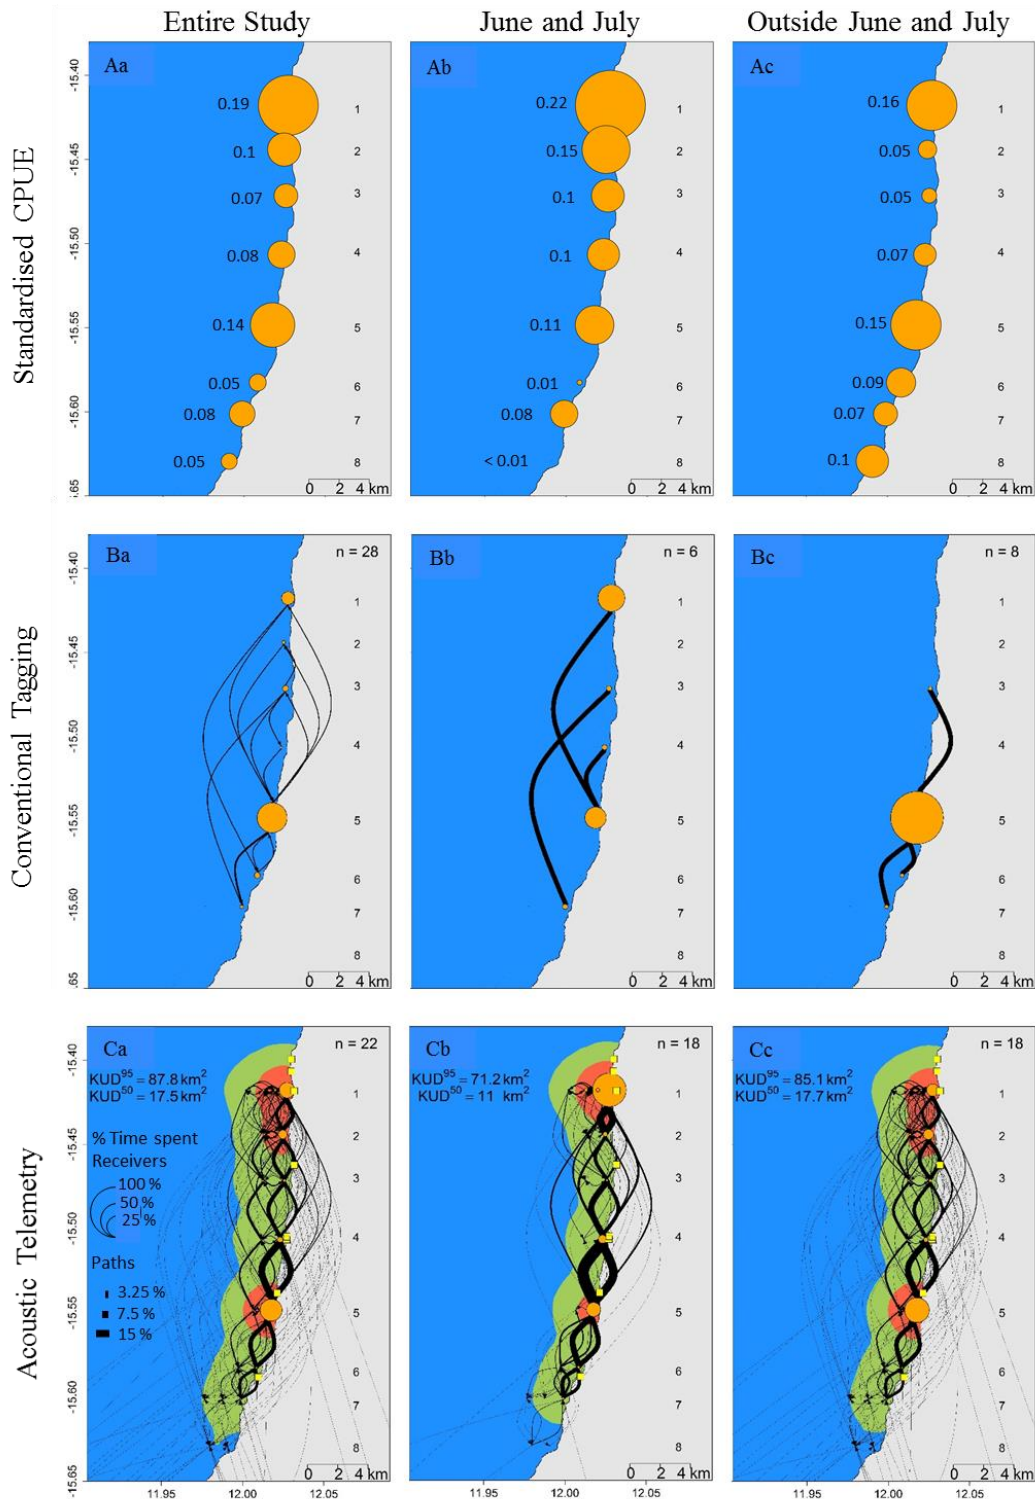 Entire Study
June and July
Outside June and July
Standardised CPUE
Aa
-15.40
-15.45
-15.50
-15.55
-15.60
.65
0.19
0.1
0.07
0.08
0.14
0.05
0.08
0.05
1
2
3
4
5
6
7
8
0 2 4 km
Ab
0.22
0.15
0.1
0.1
0.11
0.01
0.08
< 0.01
1
2
3
4
5
6
7
8
0 2 4 km
Ac
0.16
0.05
0.05
0.07
0.15
0.09
0.07
0.1
1
2
3
4
5
6
7
8
0 2 4 km
Conventional Tagging
Ba
n = 28
-15.40
-15.45
-15.50
-15.55
-15.60
.65
1
2
3
4
5
6
7
8
0 2 4 km
Bb
n = 6
1
2
3
4
5
6
7
8
0 2 4 km
Bc
n = 8
1
2
3
4
5
6
7
8
0 2 4 km
Acoustic Telemetry
Ca
n = 22
KUD⁹⁵ = 87.8 km²
KUD⁵⁰ = 17.5 km²
% Time spent
Receivers
100 %
50 %
25 %
Paths
3.25 %
7.5 %
15 %
-15.40
-15.45
-15.50
-15.55
-15.60
-15.65
1
2
3
4
5
6
7
8
0 2 4 km
11.95 12.00 12.05
Cb
n = 18
KUD⁹⁵ = 71.2 km²
KUD⁵⁰ = 11 km²
1
2
3
4
5
6
7
8
0 2 4 km
11.95 12.00 12.05
Cc
n = 18
KUD⁹⁵ = 85.1 km²
KUD⁵⁰ = 17.7 km²
1
2
3
4
5
6
7
8
0 2 4 km
11.95 12.00 12.05